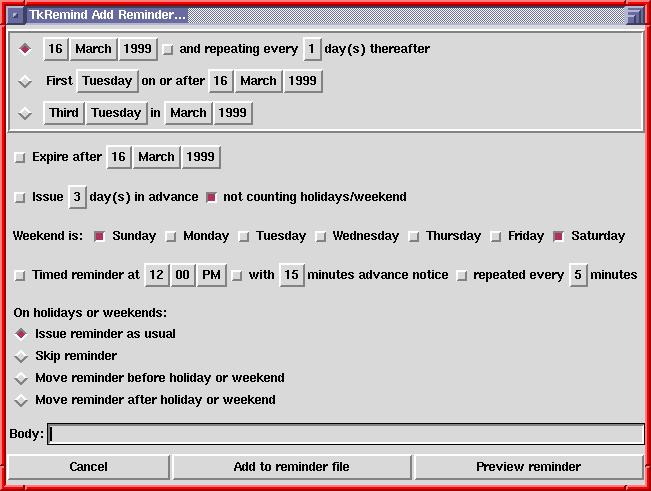 TkRemind Add Reminder...
16 March 1999 and repeating every 1 day(s) thereafter
First Tuesday on or after 16 March 1999
Third Tuesday in March 1999
Expire after 16 March 1999
Issue 3 day(s) in advance not counting holidays/weekend
Weekend is: Sunday Monday Tuesday Wednesday Thursday Friday Saturday
Timed reminder at 12 00 PM with 15 minutes advance notice repeated every 5 minutes
On holidays or weekends:
Issue reminder as usual
Skip reminder
Move reminder before holiday or weekend
Move reminder after holiday or weekend
Body:
Cancel Add to reminder file Preview reminder